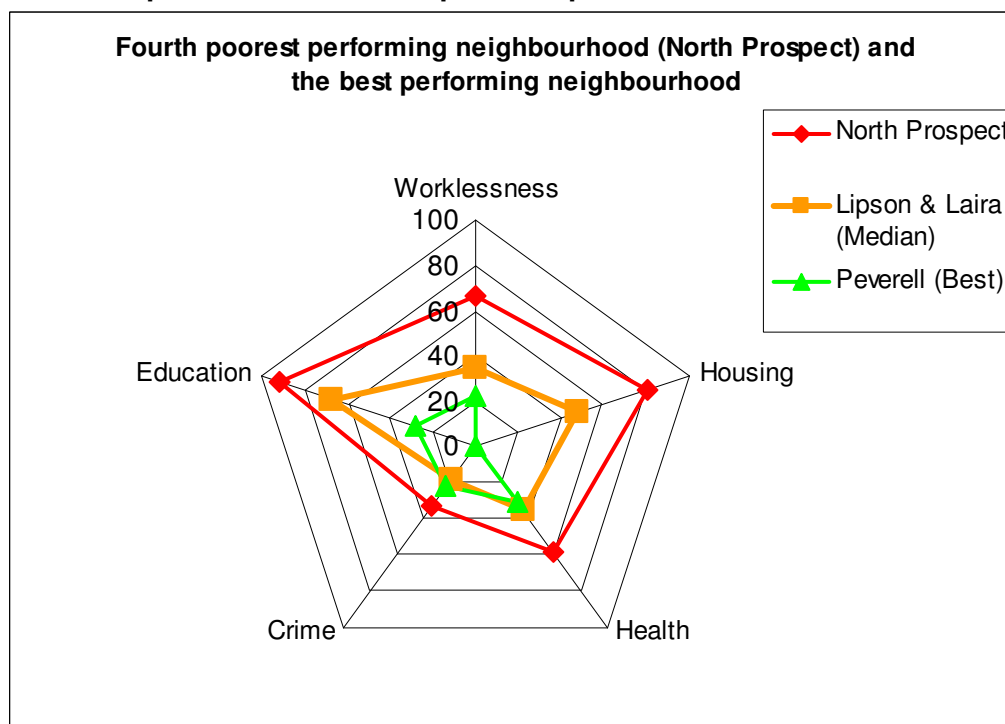 Fourth poorest performing neighbourhood (North Prospect) and
the best performing neighbourhood
North Prospect
Lipson & Laira
(Median)
Peverell (Best)
Worklessness
100
80
60
40
20
0
Education
Housing
Crime
Health